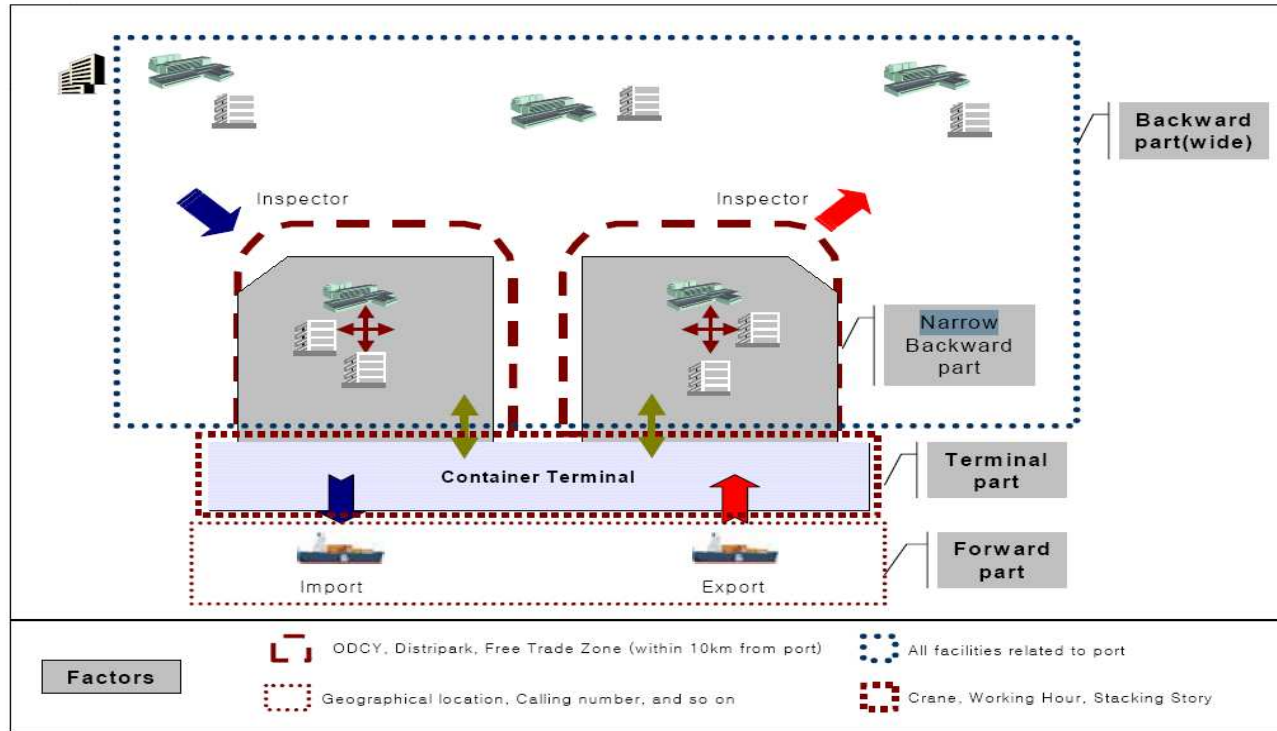 Backward
part(wide)
Inspector
Inspector
Narrow
Backward
part
Container Terminal
Terminal
part
Forward
part
Import
Export
Factors
ODCY, Distripark, Free Trade Zone (within 10km from port)
All facilities related to port
Geographical location, Calling number, and so on
Crane, Working Hour, Stacking Story